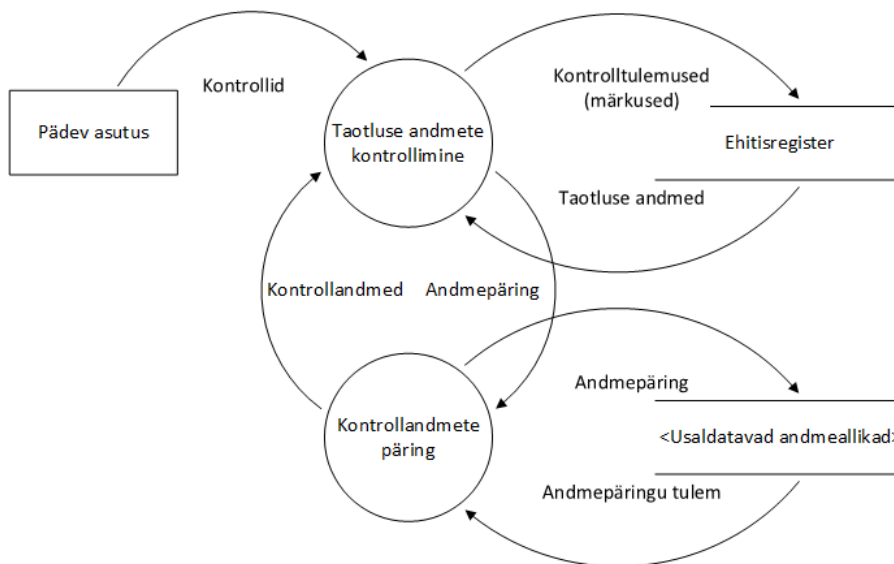 Kontrollid
Kontrolltulemused
(märkused)
Pädev asutus
Taotluse andmete
kontrollimine
Ehitisregister
Taotluse andmed
Kontrollandmed
Andmepäring
Andmepäring
Kontrollandmete
päring
<Usaldatavad andmeallikad>
Andmepäringu tulem